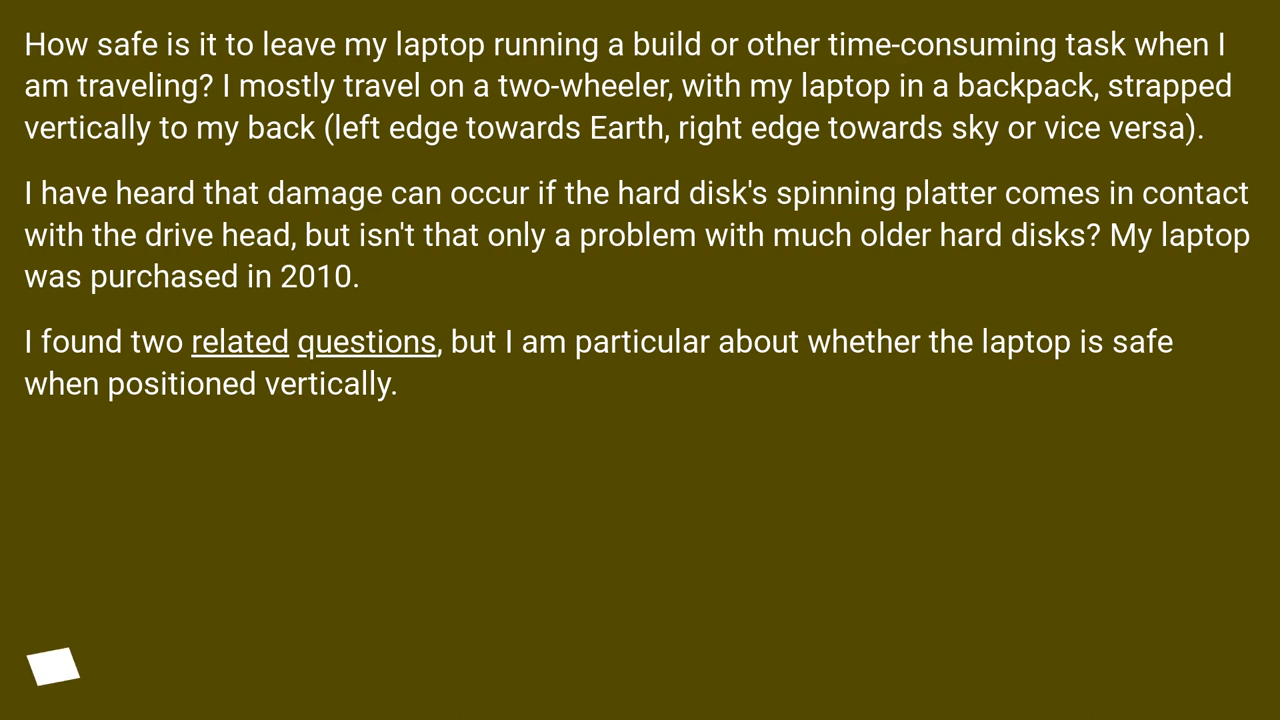 How safe is it to leave my laptop running a build or other time-consuming task when I
am traveling? I mostly travel on a two-wheeler, with my laptop in a backpack, strapped
vertically to my back (left edge towards Earth, right edge towards sky or vice versa).
I have heard that damage can occur if the hard disk's spinning platter comes in contact
with the drive head, but isn't that only a problem with much older hard disks? My laptop
was purchased in 2010.
I found two related questions, but I am particular about whether the laptop is safe
when positioned vertically.